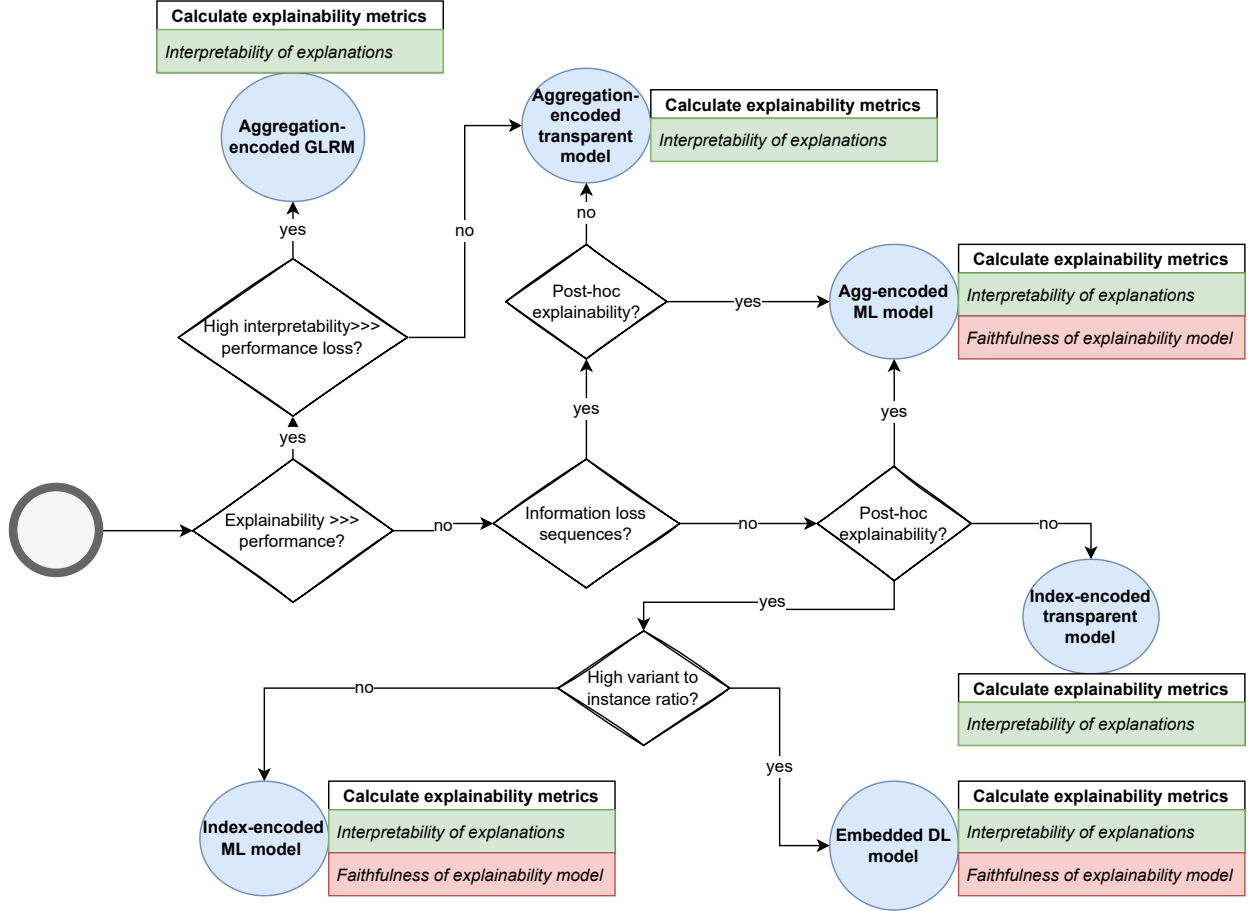 Calculate explainability metrics
Interpretability of explanations
Aggregation-
encoded GLRM
Aggregation-
encoded
transparent
model
Calculate explainability metrics
Interpretability of explanations
yes
no
no
High interpretability>>>
performance loss?
Post-hoc
explainability?
yes
Agg-encoded
ML model
Calculate explainability metrics
Interpretability of explanations
Faithfulness of explainability model
yes
yes
yes
Explainability >>>
performance?
no
Information loss
sequences?
no
Post-hoc
explainability?
no
Index-encoded
transparent
model
Calculate explainability metrics
Interpretability of explanations
yes
High variant to
instance ratio?
no
yes
Index-encoded
ML model
Calculate explainability metrics
Interpretability of explanations
Faithfulness of explainability model
Embedded DL
model
Calculate explainability metrics
Interpretability of explanations
Faithfulness of explainability model